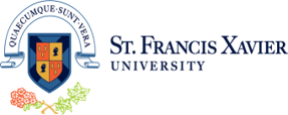 QUAECUMQUE·SUNT·VERA
ST. FRANCIS XAVIER
UNIVERSITY